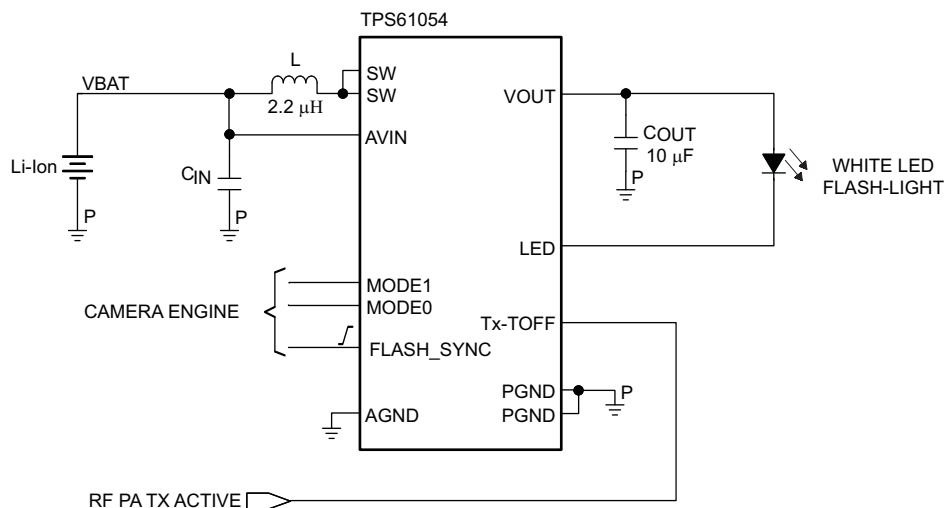 TPS61054
L
SW
VBAT
SW
VOUT
2.2 μH
AVIN
COUT
10 μF
Li-Ion
CIN
WHITE LED
FLASH-LIGHT
P
P
P
LED
MODE1
CAMERA ENGINE
MODE0
Tx-TOFF
FLASH_SYNC
PGND
P
AGND
PGND
RF PA TX ACTIVE